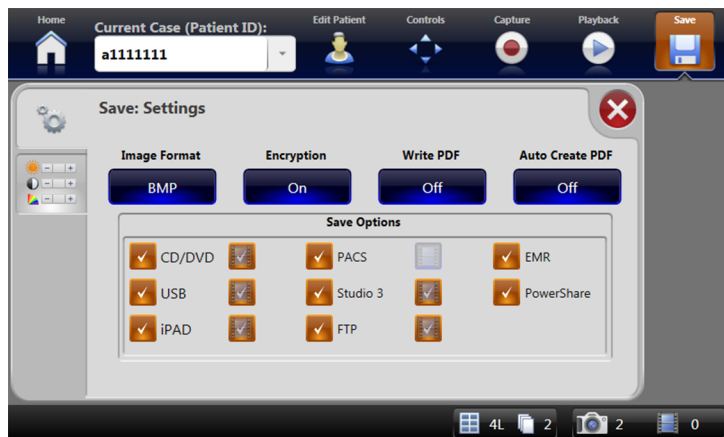 Home
Current Case (Patient ID):
a1111111
Edit Patient
Controls
Capture
Playback
Save
Save: Settings
Image Format Encryption Write PDF Auto Create PDF
BMP On Off Off
Save Options
CD/DVD PACS EMR
USB Studio 3 PowerShare
iPAD FTP
4L 2 2 0